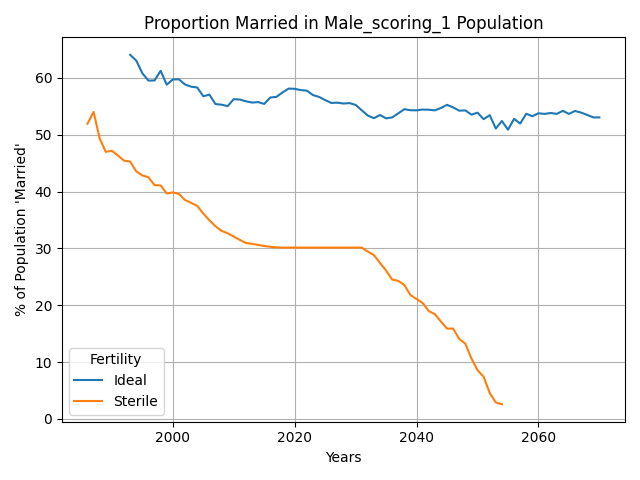 Proportion Married in Male_scoring_1 Population
% of Population 'Married'
60
50
40
30
20
10
0
Fertility
Ideal
Sterile
2000 2020 2040 2060
Years